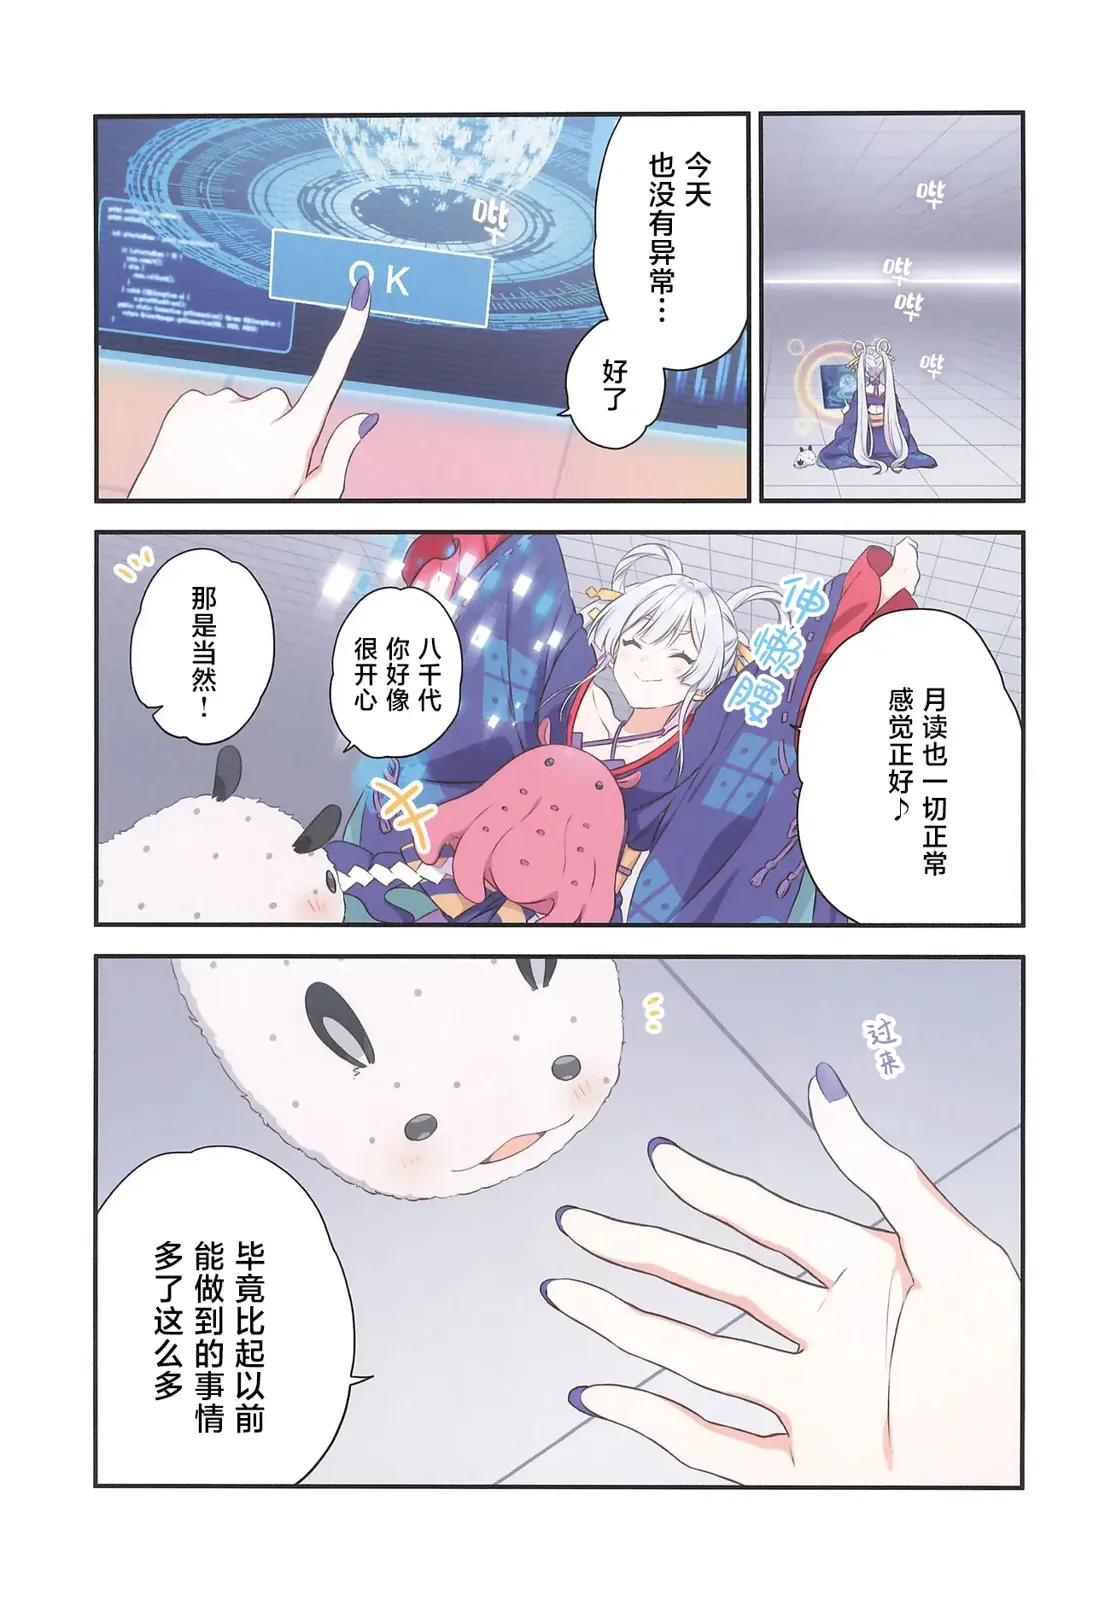 哔
哔
哔
哔
今天
也没有异常…
好了
哔
OK
月读也一切正常
感觉正好♪
伸懒腰
八千代
你好像
很开心
那是当然！
过来
毕竟比起以前
能做到的事情
多了这么多